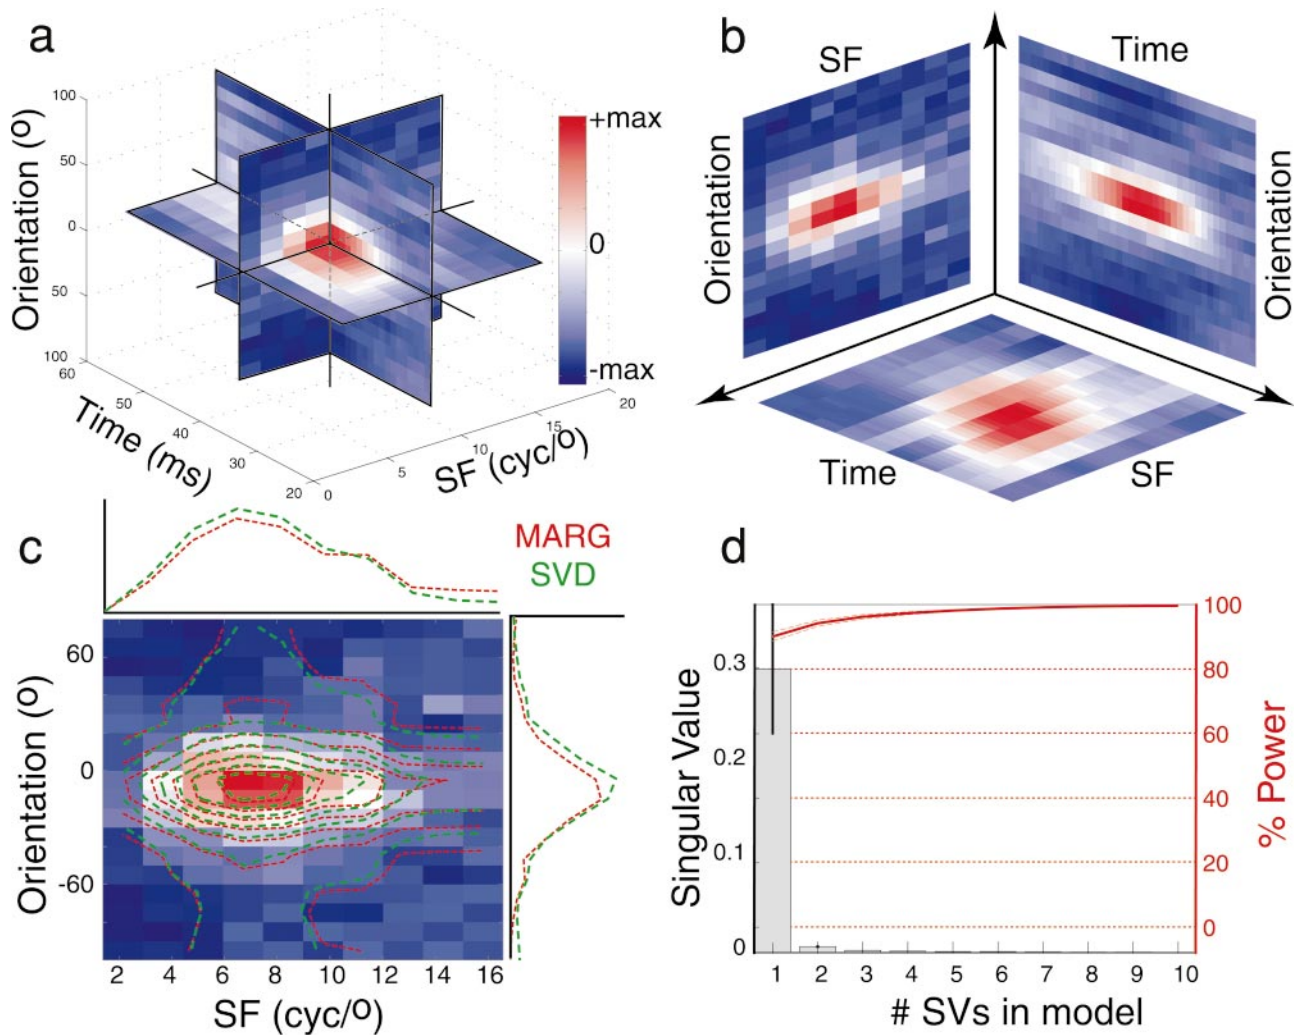 a
100
50
0
50
100
Orientation (º)
60
50
40
30
20
Time (ms)
0
5
10
15
20
SF (cyc/º)
+max
0
-max
b
SF
Time
Orientation
Orientation
Time
SF
c
MARG
SVD
60
0
-60
Orientation (º)
2 4 6 8 10 12 14 16
SF (cyc/º)
d
0.3
0.2
0.1
0
Singular Value
100
80
60
40
20
0
% Power
1 2 3 4 5 6 7 8 9 10
# SVs in model